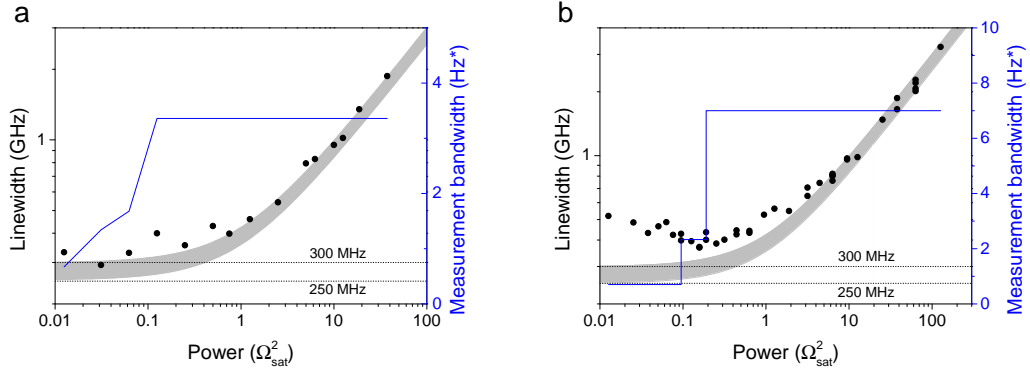 a
Linewidth (GHz)
1
300 MHz
250 MHz
0.01 0.1 1 10 100
Power (Ω²sat)
0 1 2 3 4
Measurement bandwidth (Hz*)
b
Linewidth (GHz)
1
300 MHz
250 MHz
0.01 0.1 1 10 100
Power (Ω²sat)
0 2 4 6 8 10
Measurement bandwidth (Hz*)